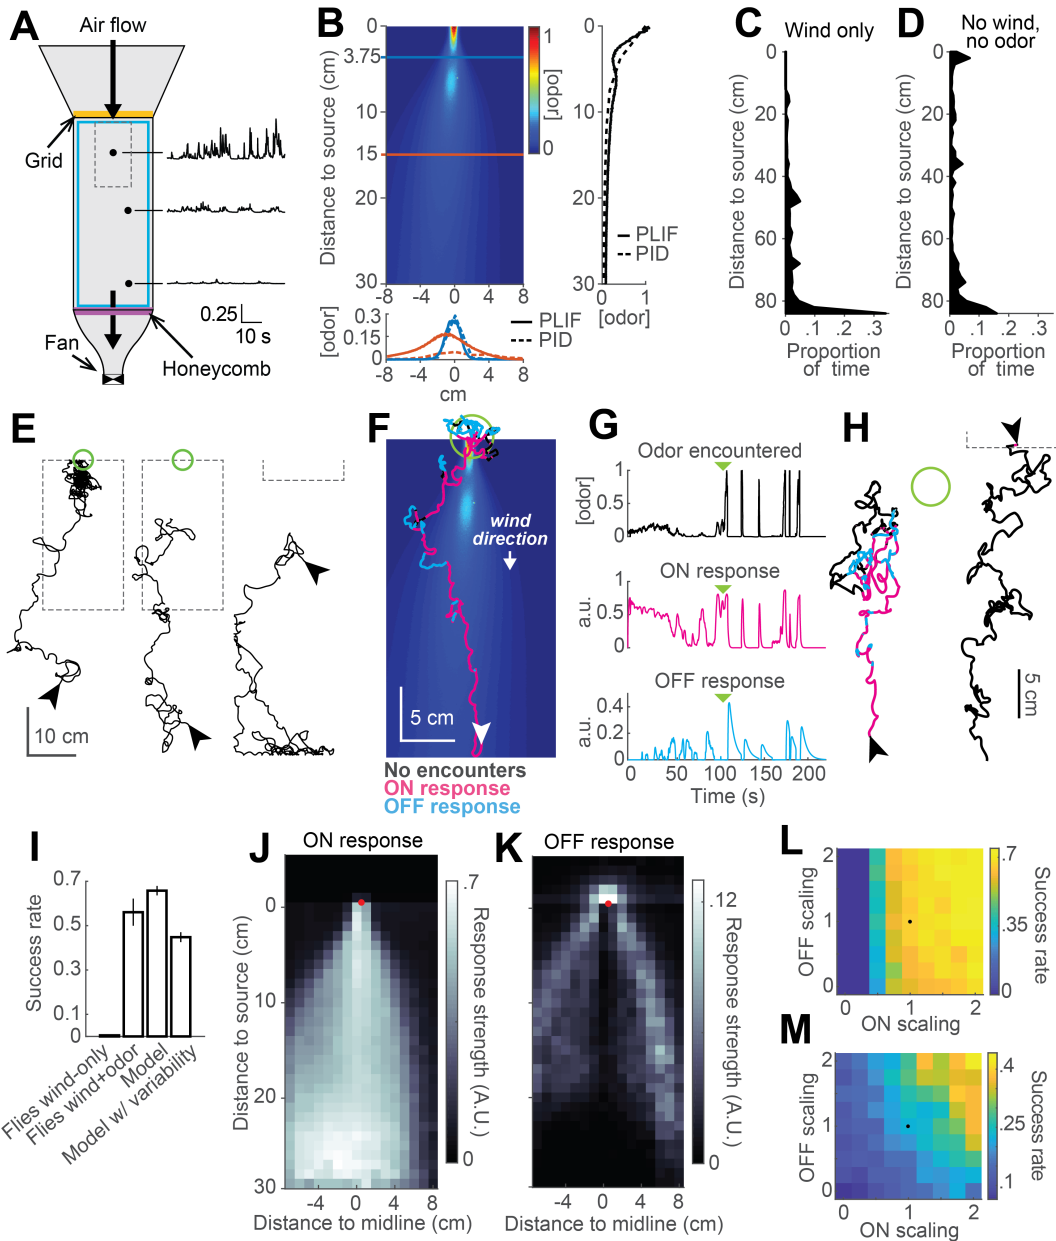 A
Air flow
Grid
Fan
Honeycomb
0.25
10 s
B
0
3.75
10
15
20
30
Distance to source (cm)
-8 -4 0 4 8
1
0
[odor]
0
10
20
30
PLIF
PID
0 1
[odor]
0.3
0.15
0
[odor]
PLIF
PID
-8 -4 0 4 8
cm
C
Wind only
0
20
40
60
80
Distance to source (cm)
0 .1 .2 .3
Proportion
of time
D
No wind,
no odor
0
20
40
60
80
Distance to source (cm)
0 .1 .2 .3
Proportion
of time
E
10 cm
F
wind
direction
5 cm
No encounters
ON response
OFF response
G
Odor encountered
1
0
[odor]
ON response
1
0.5
0
a.u.
OFF response
0.4
0.2
0
a.u.
0 50 100 150 200
Time (s)
H
5 cm
I
0.7
0.5
0.3
0.1
0
Success rate
Flies wind-only
Flies wind+odor
Model
Model w/ variability
J
ON response
0
10
20
30
Distance to source (cm)
-4 0 4 8
Distance to midline (cm)
.7
0
Response strength (A.U.)
K
OFF response
-4 0 4 8
Distance to midline (cm)
.12
0
Response strength (A.U.)
L
2
1
0
OFF scaling
0 1 2
ON scaling
.7
.35
0
Success rate
M
2
1
0
OFF scaling
0 1 2
ON scaling
.4
.25
.1
Success rate